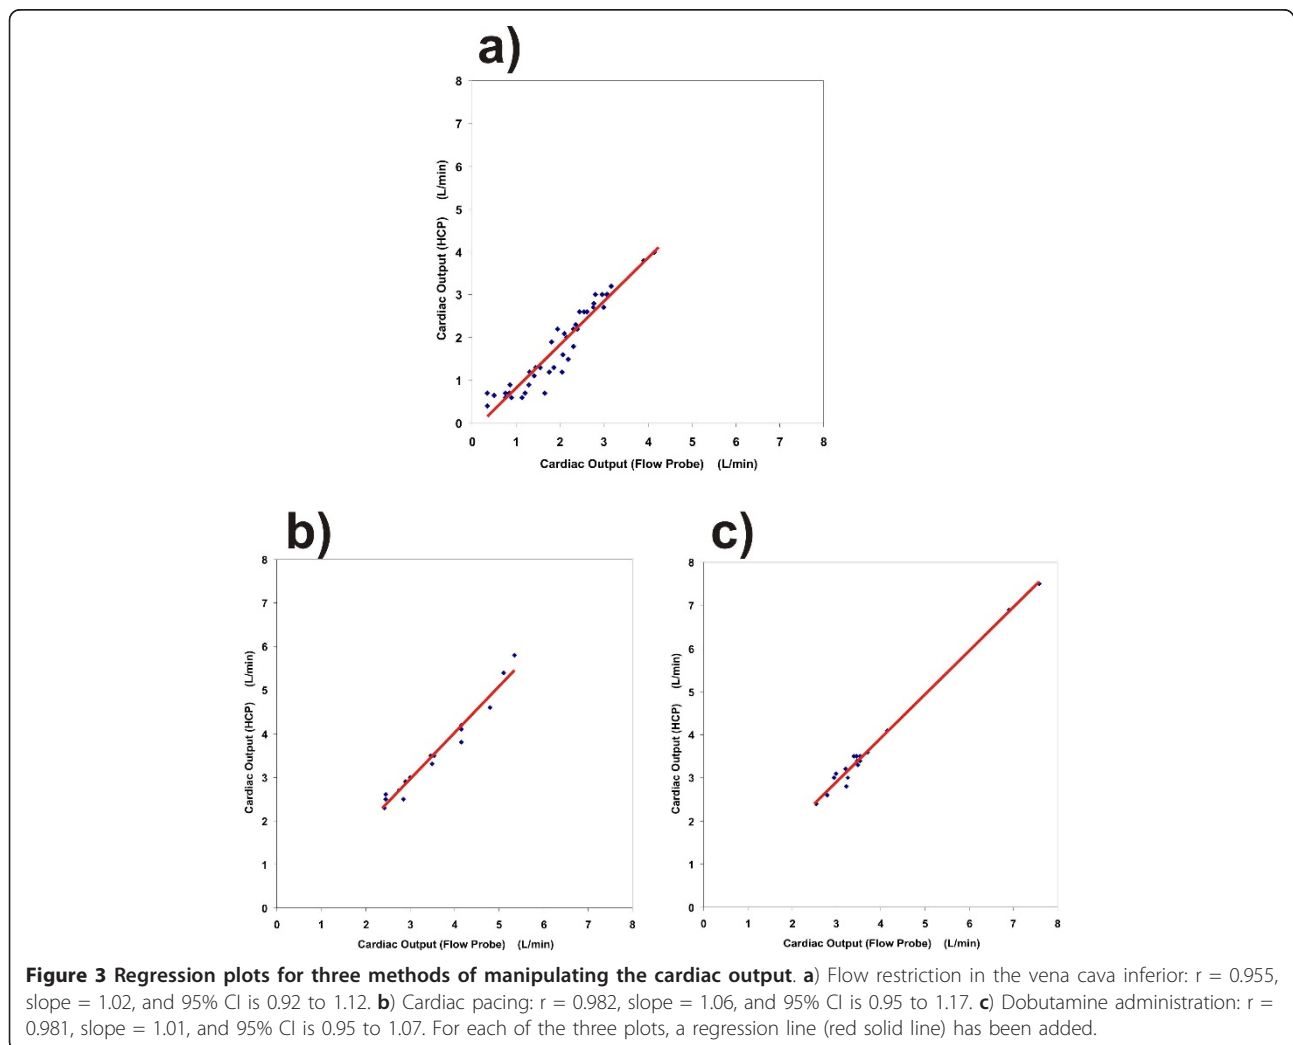 a)
8
7
6
5
4
3
2
1
0
Cardiac Output (HCP) (L/min)
0 1 2 3 4 5 6 7 8
Cardiac Output (Flow Probe) (L/min)
b)
8
7
6
5
4
3
2
1
0
Cardiac Output (HCP) (L/min)
0 1 2 3 4 5 6 7 8
Cardiac Output (Flow Probe) (L/min)
c)
8
7
6
5
4
3
2
1
0
Cardiac Output (HCP) (L/min)
0 1 2 3 4 5 6 7 8
Cardiac Output (Flow Probe) (L/min)
Figure 3 Regression plots for three methods of manipulating the cardiac output. a) Flow restriction in the vena cava inferior: r = 0.955,
slope = 1.02, and 95% CI is 0.92 to 1.12. b) Cardiac pacing: r = 0.982, slope = 1.06, and 95% CI is 0.95 to 1.17. c) Dobutamine administration: r =
0.981, slope = 1.01, and 95% CI is 0.95 to 1.07. For each of the three plots, a regression line (red solid line) has been added.